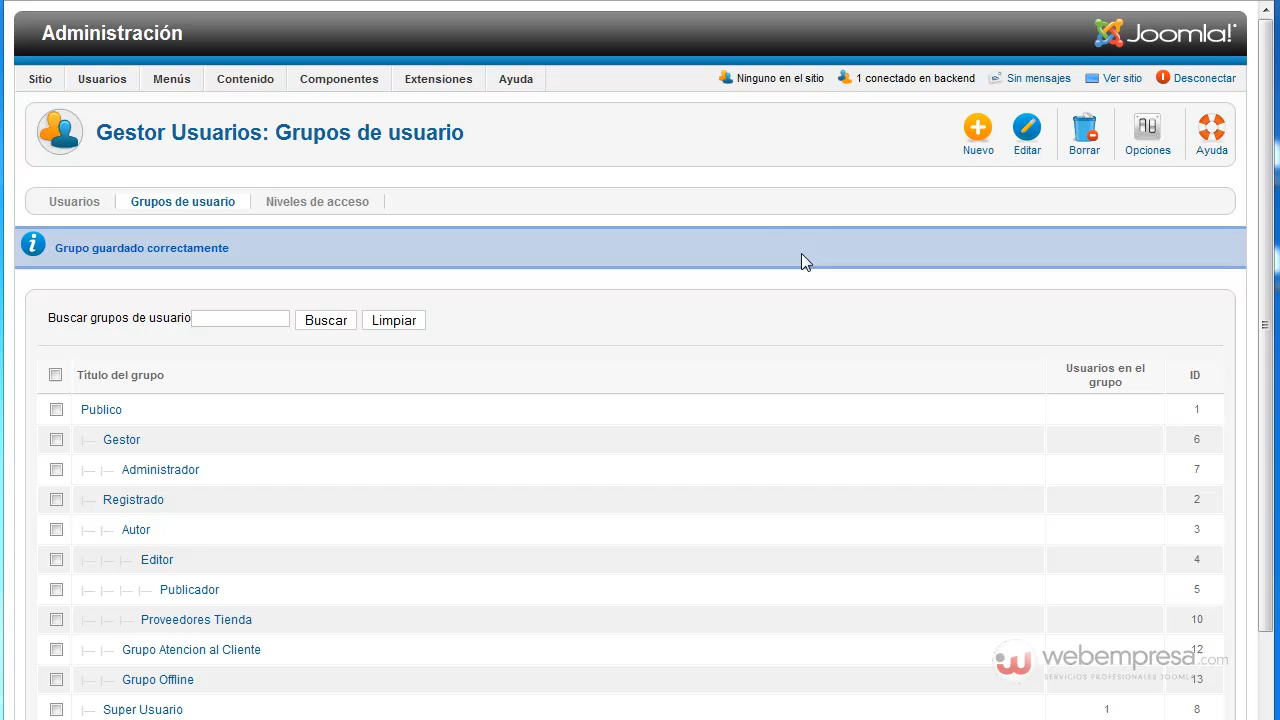 Administración
Joomla!
Sitio Usuarios Menús Contenido Componentes Extensiones Ayuda Ninguno en el sitio 1 conectado en backend Sin mensajes Ver sitio Desconectar
Gestor Usuarios: Grupos de usuario
Nuevo Editar Borrar Opciones Ayuda
Usuarios Grupos de usuario Niveles de acceso
Grupo guardado correctamente
Buscar grupos de usuario Buscar Limpiar
Título del grupo Usuarios en el grupo ID
Publico 1
Gestor 6
Administrador 7
Registrado 2
Autor 3
Editor 4
Publicador 5
Proveedores Tienda 10
Grupo Atencion al Cliente 12
Grupo Offline 13
Super Usuario 1 8
webempresa.com
SERVICIOS PROFESIONALES JOOMLA